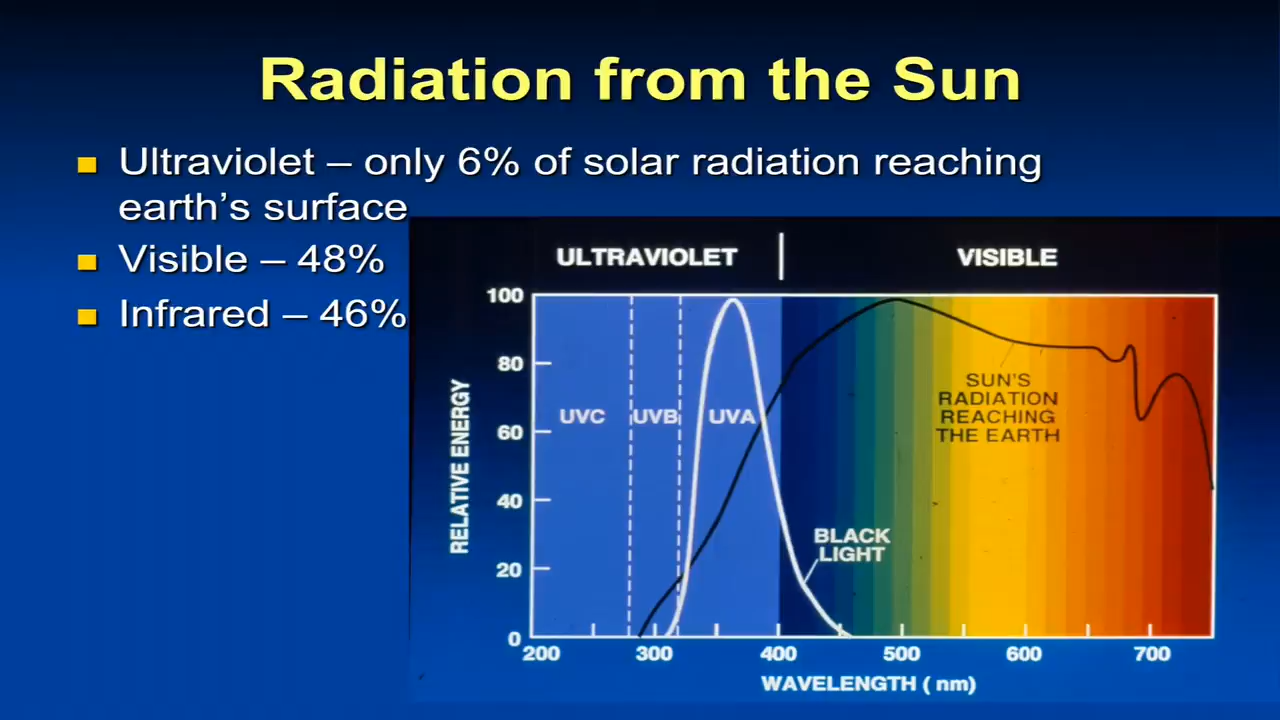 Radiation from the Sun
Ultraviolet – only 6% of solar radiation reaching
earth’s surface
Visible – 48%
Infrared – 46%
ULTRAVIOLET
VISIBLE
100
80
60
40
20
0
RELATIVE ENERGY
UVC
UVB
UVA
SUN'S
RADIATION
REACHING
THE EARTH
BLACK
LIGHT
200 300 400 500 600 700
WAVELENGTH ( nm)